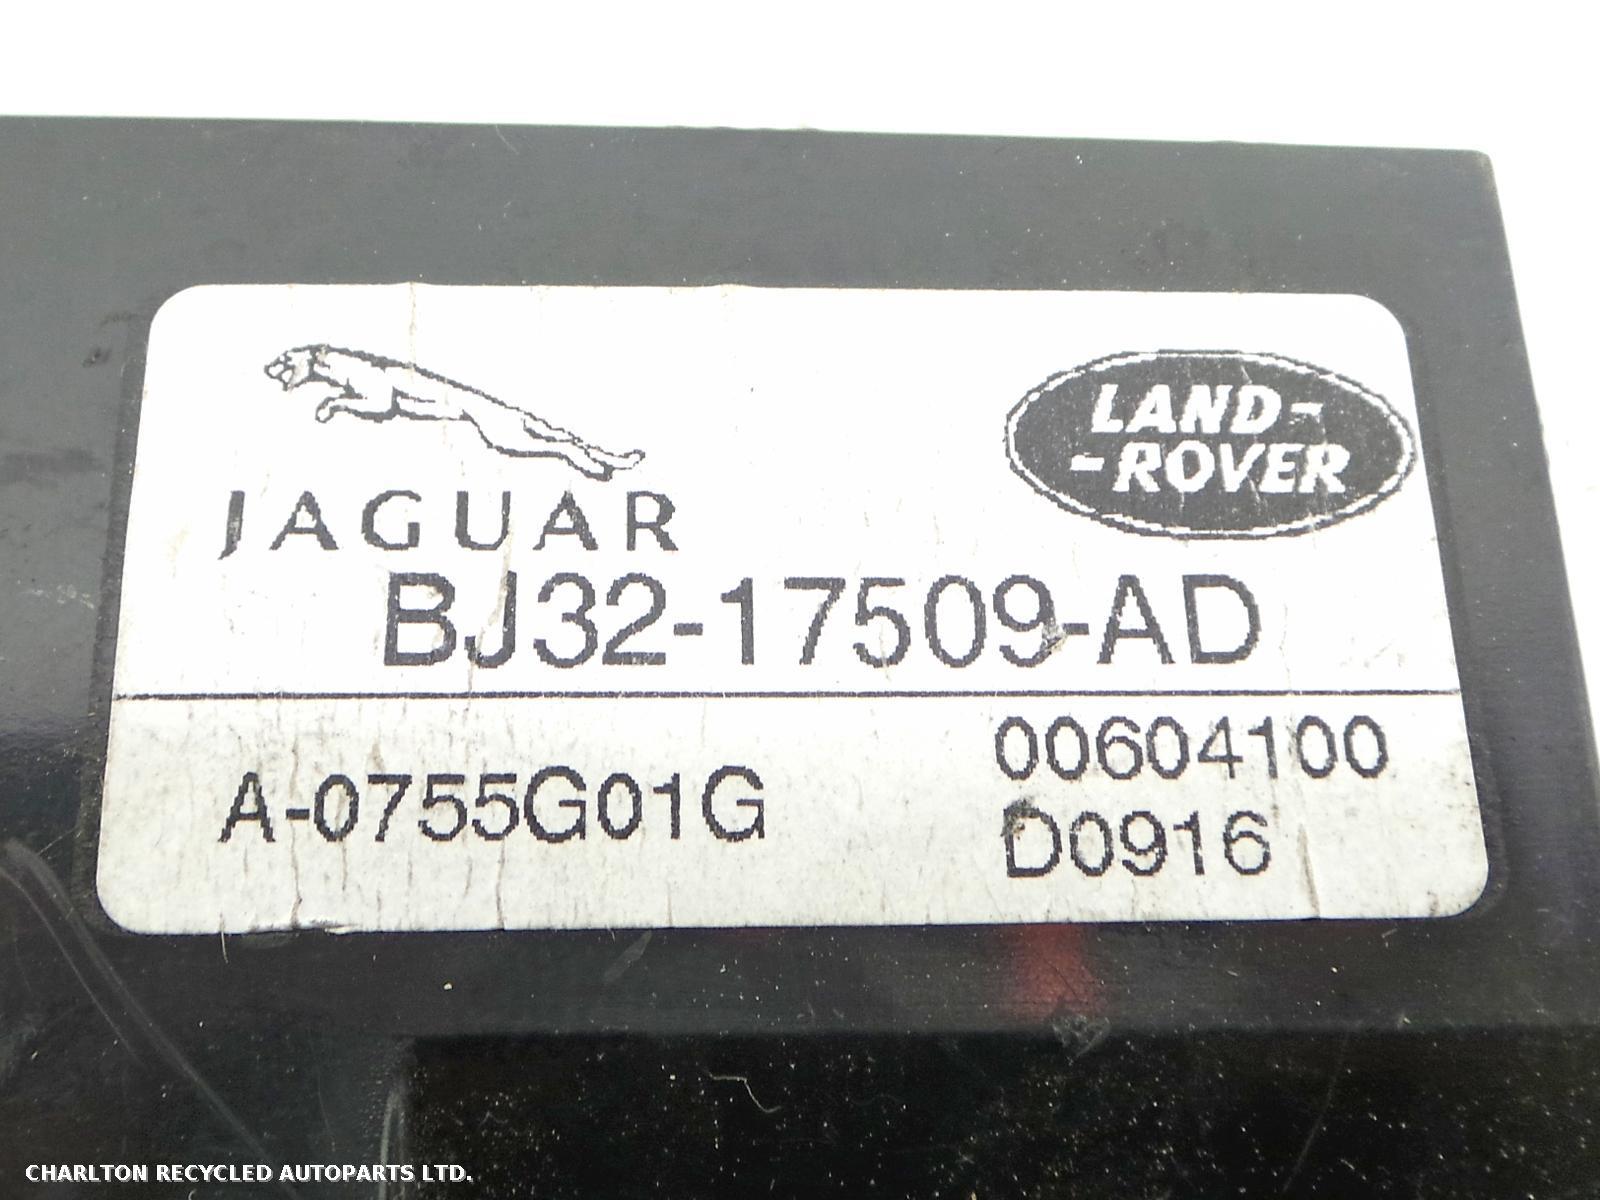 JAGUAR
LAND-
-ROVER
BJ32-17509-AD
A-0755G01G
00604100
D0916
CHARLTON RECYCLED AUTOPARTS LTD.